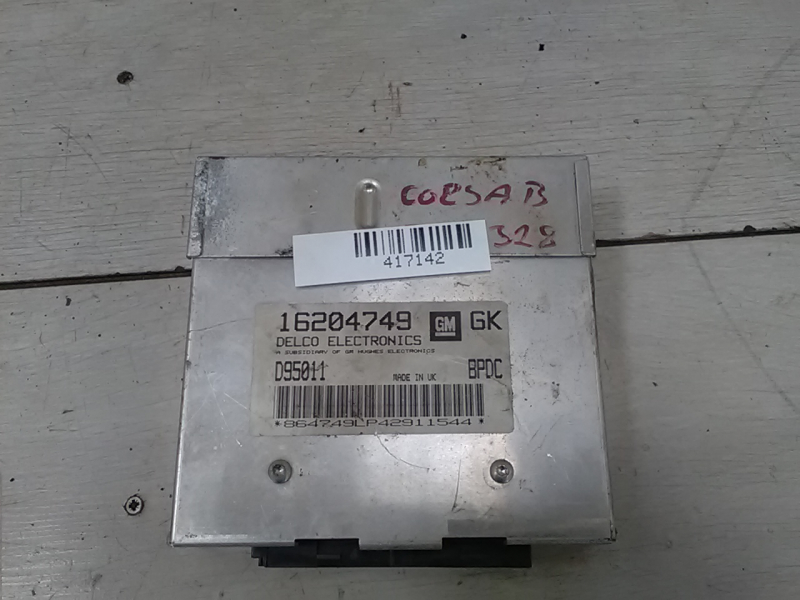 CORSA B
328
417142
16204749 GM GK
DELCO ELECTRONICS
A SUBSIDIARY OF GM HUGHES ELECTRONICS
D95011 MADE IN UK BPDC
*864749LP42911544*